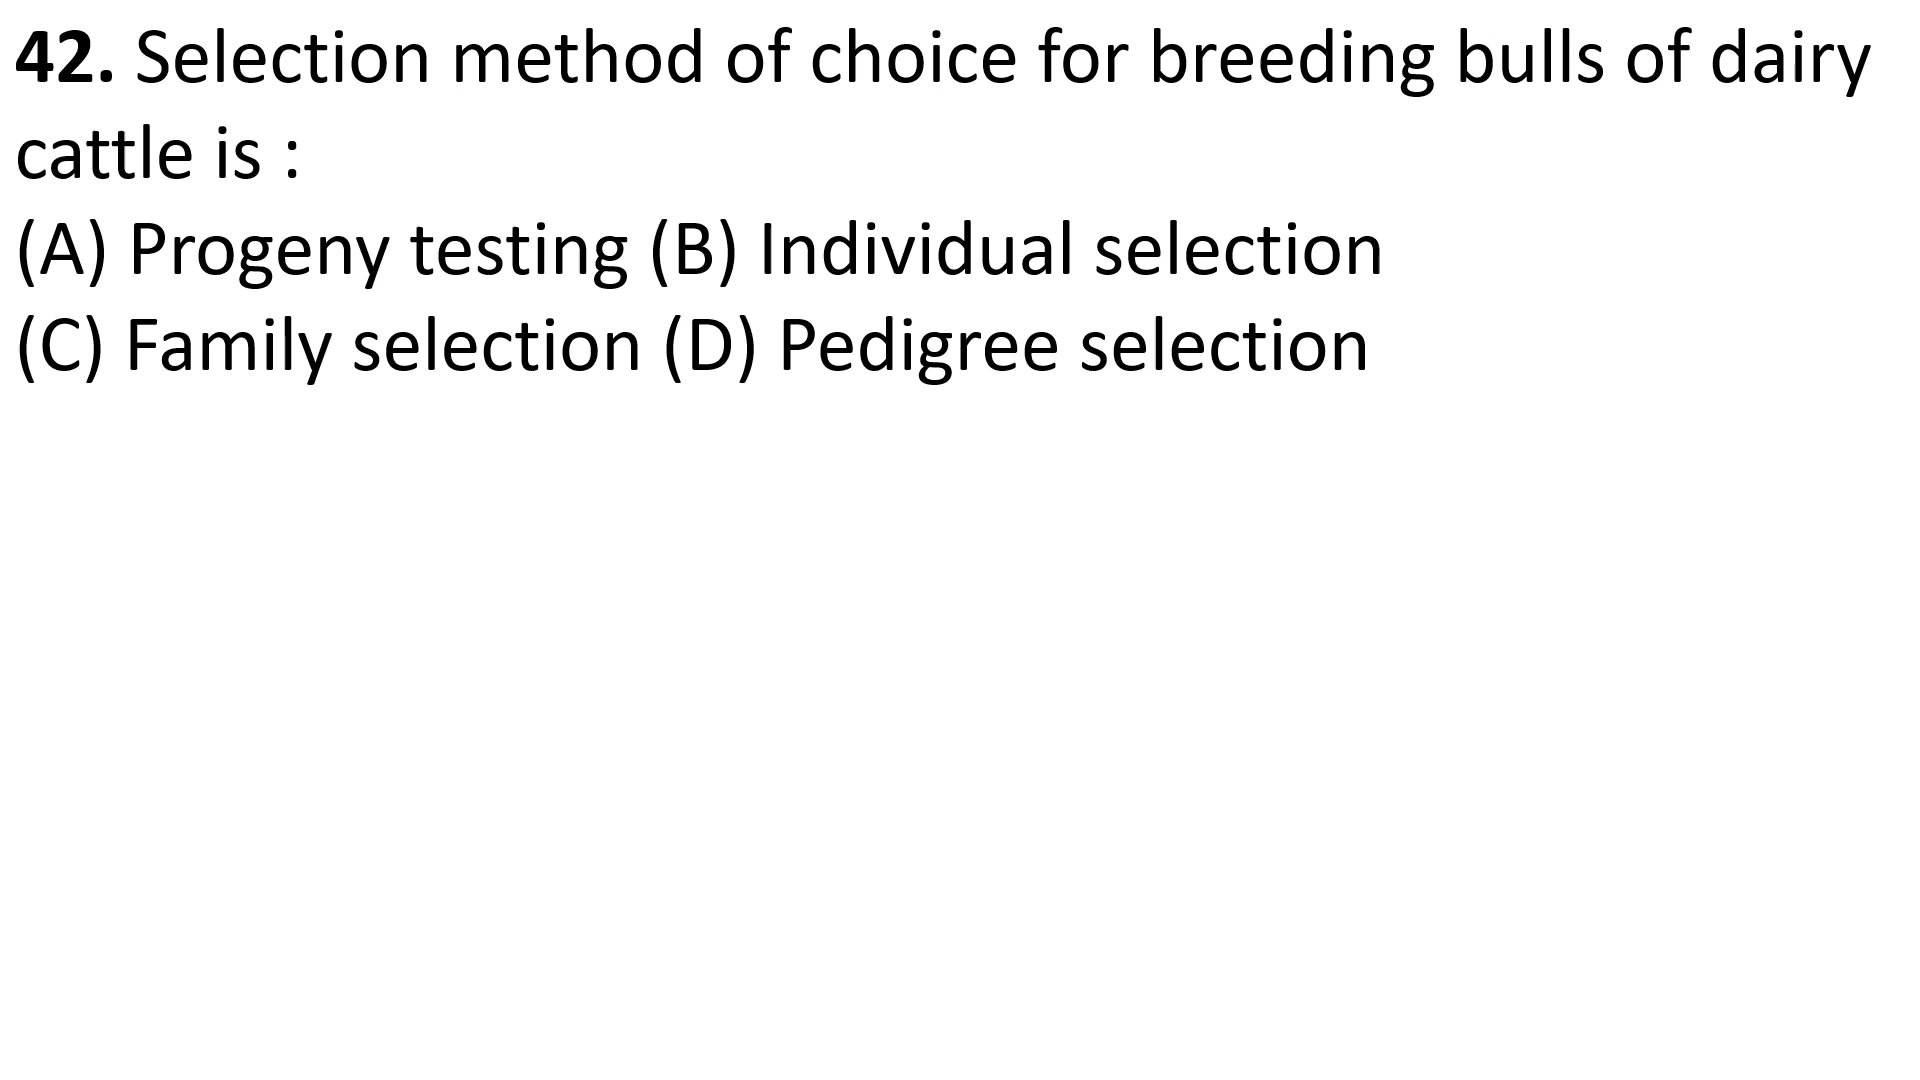 42. Selection method of choice for breeding bulls of dairy
cattle is :
(A) Progeny testing (B) Individual selection
(C) Family selection (D) Pedigree selection